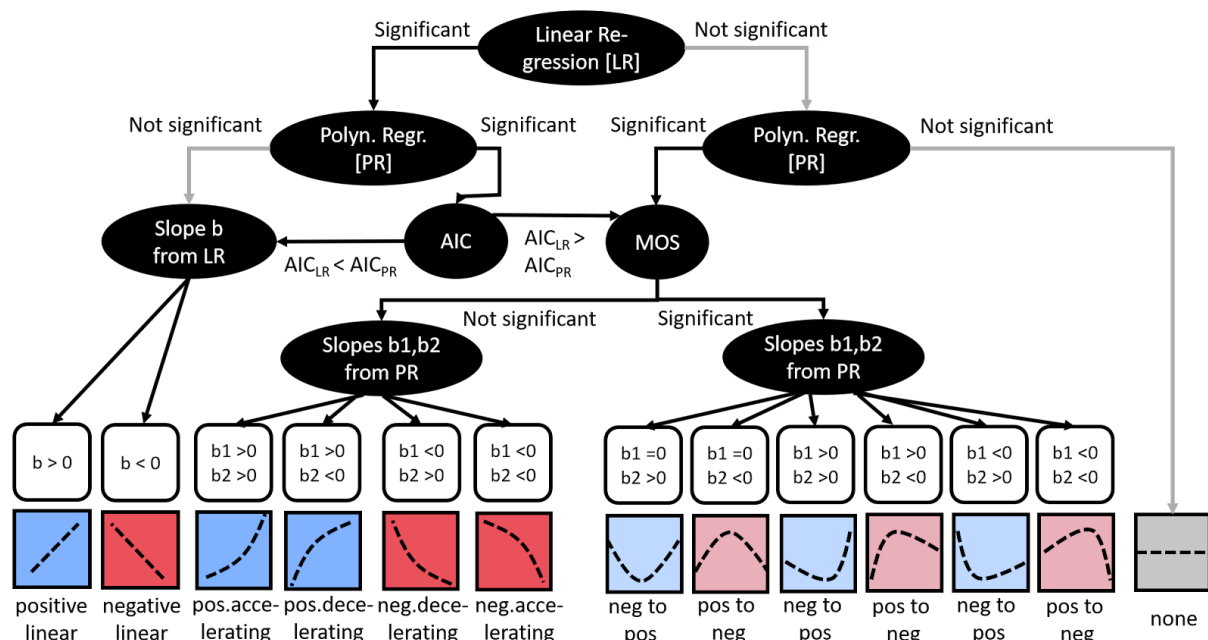 Significant
Linear Re-
gression [LR]
Not significant
Not significant
Polyn. Regr.
[PR]
Significant
Significant
Polyn. Regr.
[PR]
Not significant
Slope b
from LR
AIC
MOS
AIC_LR < AIC_PR
AIC_LR >
AIC_PR
Not significant
Significant
Slopes b1,b2
from PR
Slopes b1,b2
from PR
b > 0
b < 0
b1 >0
b2 >0
b1 >0
b2 <0
b1 <0
b2 >0
b1 <0
b2 <0
b1 =0
b2 >0
b1 =0
b2 <0
b1 >0
b2 >0
b1 >0
b2 <0
b1 <0
b2 >0
b1 <0
b2 <0
positive
linear
negative
linear
pos.acce-
lerating
pos.dece-
lerating
neg.dece-
lerating
neg.acce-
lerating
neg to
pos
pos to
neg
neg to
pos
pos to
neg
neg to
pos
pos to
neg
none